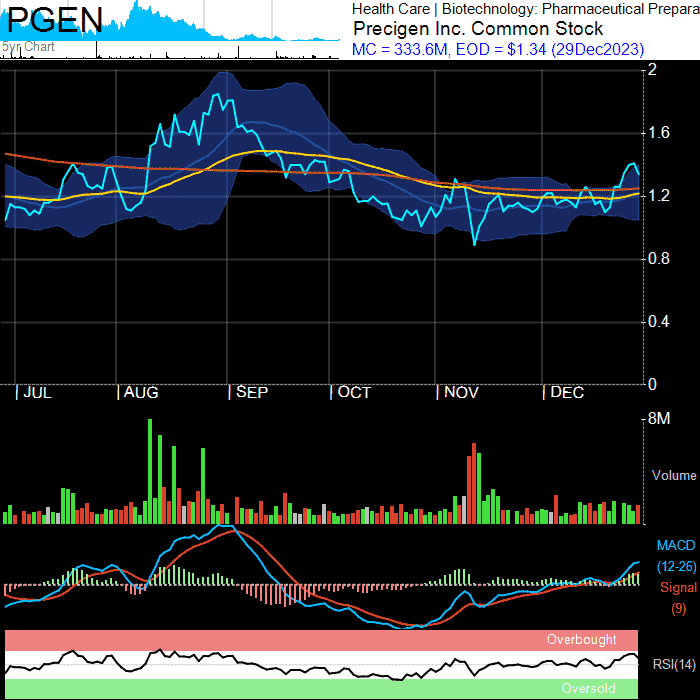 PGEN
5yr Chart
Health Care | Biotechnology: Pharmaceutical Prepara
Precigen Inc. Common Stock
MC = 333.6M, EOD = $1.34 (29Dec2023)
2
1.6
1.2
0.8
0.4
0
JUL AUG SEP OCT NOV DEC
8M
Volume
MACD
(12-26)
Signal
(9)
Overbought
RSI(14)
Oversold